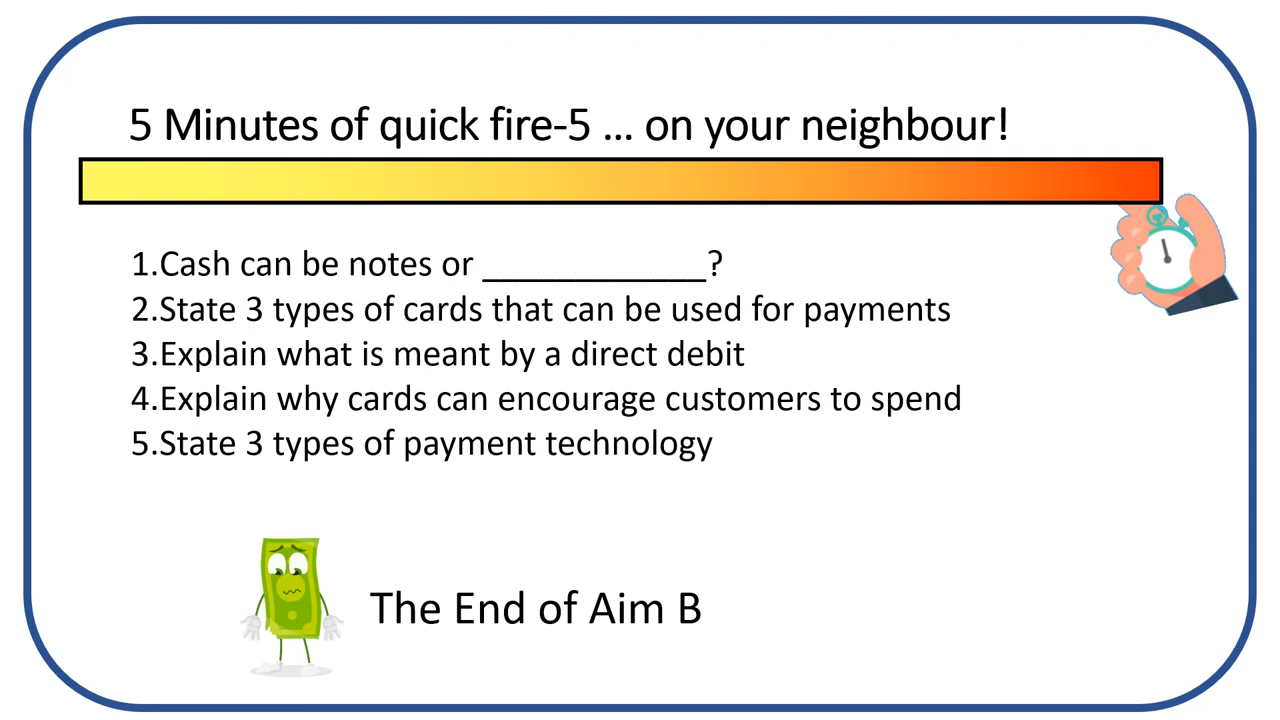 5 Minutes of quick fire-5 ... on your neighbour!
1.Cash can be notes or ____________?
2.State 3 types of cards that can be used for payments
3.Explain what is meant by a direct debit
4.Explain why cards can encourage customers to spend
5.State 3 types of payment technology
The End of Aim B